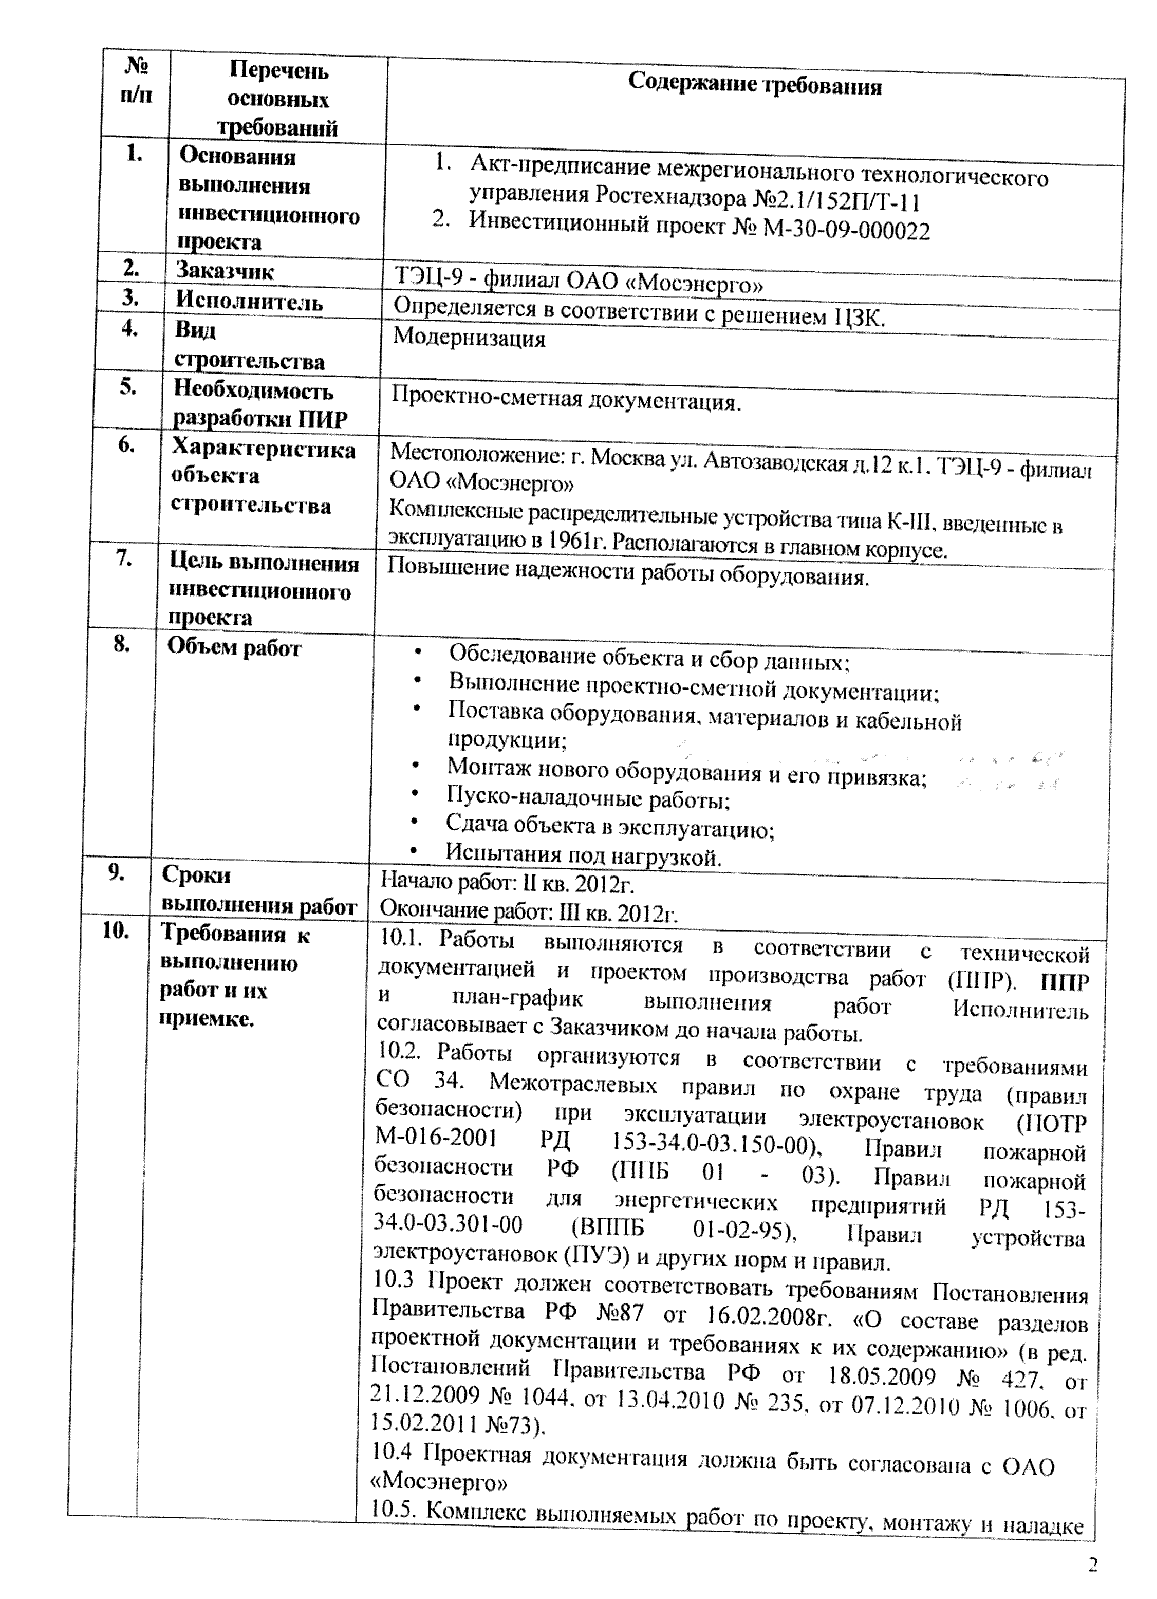 № п/п
Перечень основных требований
Содержание требования
1.
Основания
выполнения
инвестиционного
проекта
1. Акт-предписание межрегионального технологического
управления Ростехнадзора №2.1/152П/Т-11
2. Инвестиционный проект № М-30-09-000022
2.
Заказчик
ТЭЦ-9 - филиал ОАО «Мосэнерго»
3.
Исполнитель
Определяется в соответствии с решением ЦЗК.
4.
Вид
строительства
Модернизация
5.
Необходимость
разработки ПИР
Проектно-сметная документация.
6.
Характеристика
объекта
строительства
Местоположение: г. Москва ул. Автозаводская д.12 к.1. ТЭЦ-9 - филиал
ОАО «Мосэнерго»
Комплексные распределительные устройства типа К-III, введенные в
эксплуатацию в 1961г. Располагаются в главном корпусе.
7.
Цель выполнения
инвестиционного
проекта
Повышение надежности работы оборудования.
8.
Объем работ
• Обследование объекта и сбор данных;
• Выполнение проектно-сметной документации;
• Поставка оборудования, материалов и кабельной
продукции;
• Монтаж нового оборудования и его привязка;
• Пуско-наладочные работы;
• Сдача объекта в эксплуатацию;
• Испытания под нагрузкой.
9.
Сроки
выполнения работ
Начало работ: II кв. 2012г.
Окончание работ: III кв. 2012г.
10.
Требования к
выполнению
работ и их
приемке.
10.1. Работы выполняются в соответствии с технической
документацией и проектом производства работ (ППР). ППР
и план-график выполнения работ Исполнитель
согласовывает с Заказчиком до начала работы.
10.2. Работы организуются в соответствии с требованиями
СО 34. Межотраслевых правил по охране труда (правил
безопасности) при эксплуатации электроустановок (ПОТР
М-016-2001 РД 153-34.0-03.150-00), Правил пожарной
безопасности РФ (ППБ 01 - 03). Правил пожарной
безопасности для энергетических предприятий РД 153-
34.0-03.301-00 (ВППБ 01-02-95), Правил устройства
электроустановок (ПУЭ) и других норм и правил.
10.3 Проект должен соответствовать требованиям Постановления
Правительства РФ №87 от 16.02.2008г. «О составе разделов
проектной документации и требованиях к их содержанию» (в ред.
Постановлений Правительства РФ от 18.05.2009 № 427, от
21.12.2009 № 1044, от 13.04.2010 № 235, от 07.12.2010 № 1006, от
15.02.2011 №73).
10.4 Проектная документация должна быть согласована с ОАО
«Мосэнерго»
10.5. Комплекс выполняемых работ по проекту, монтажу и наладке
2